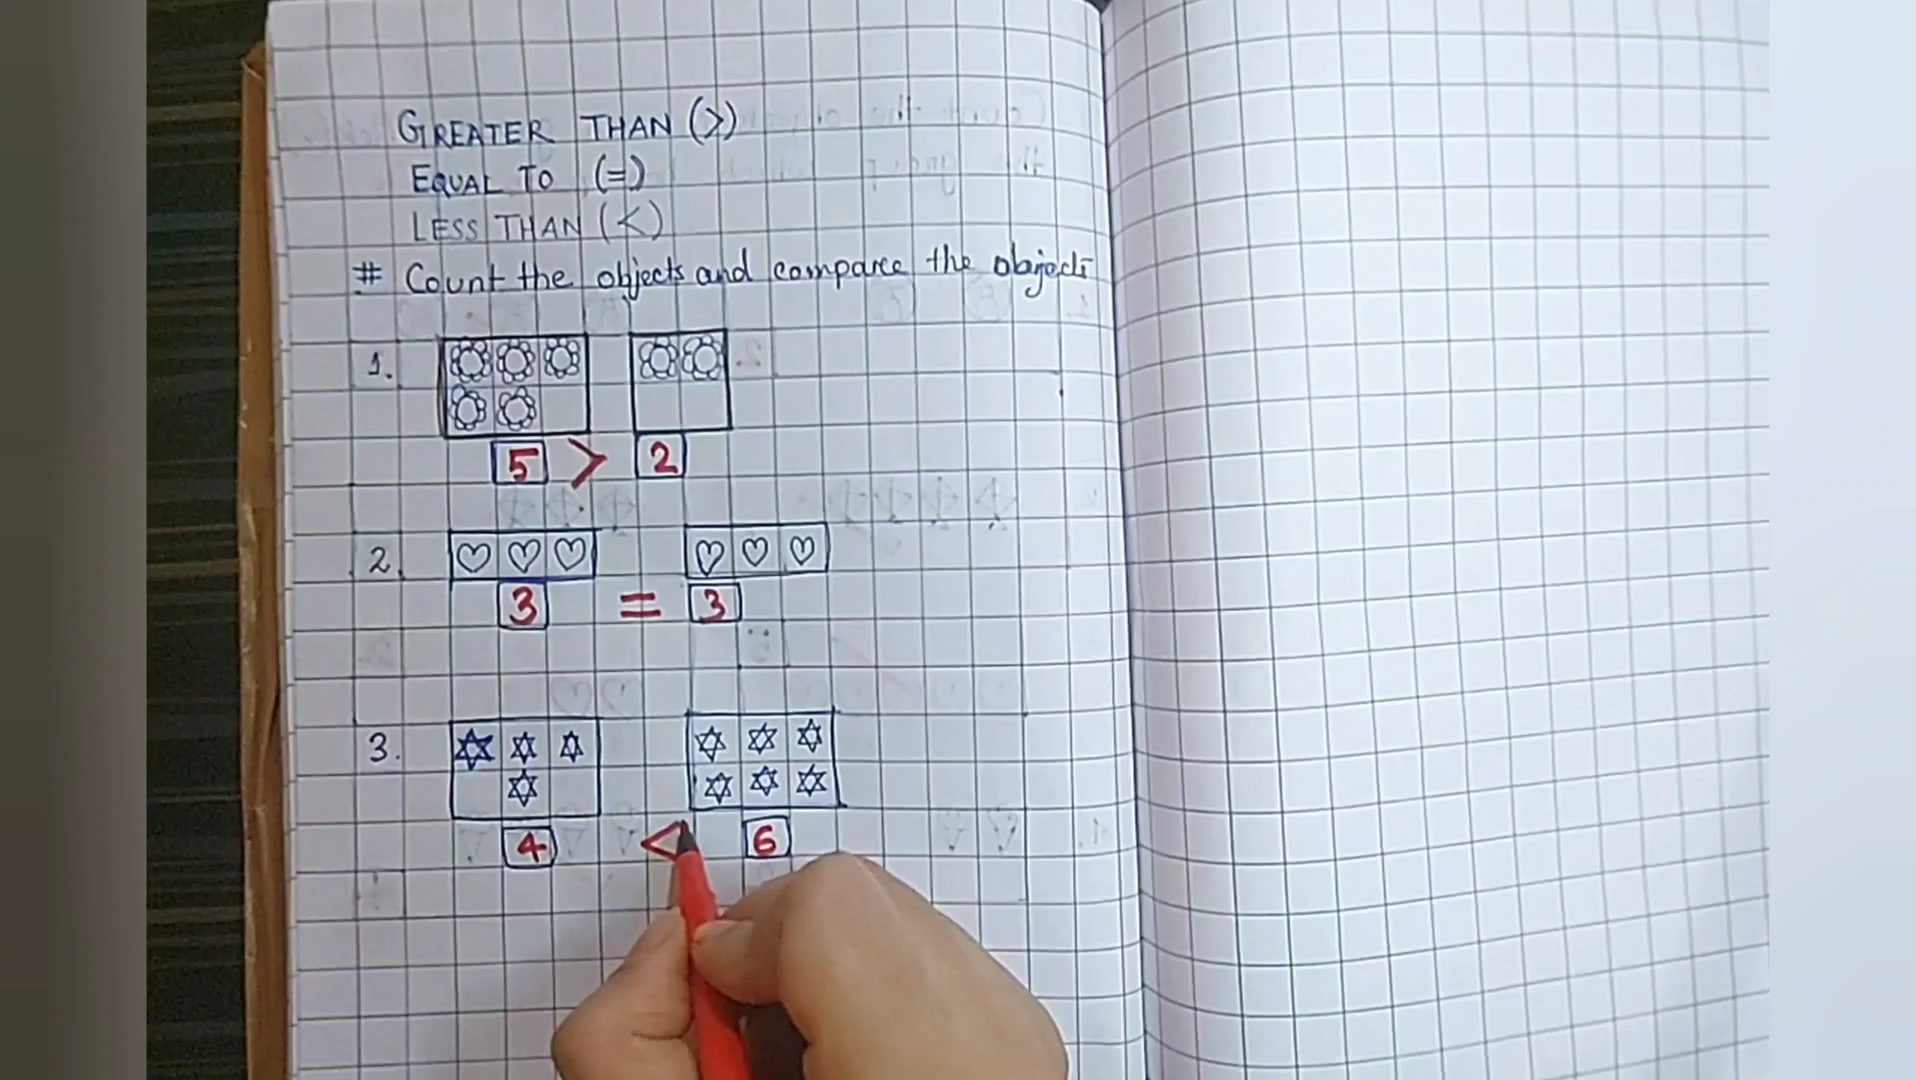 GREATER THAN (>)
EQUAL TO (=)
LESS THAN (<)
# Count the objects and compare the objects
1.
5 > 2
2.
3 = 3
3.
4 < 6